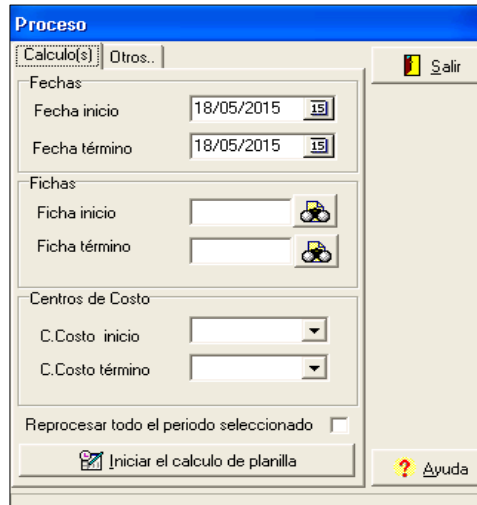 Proceso
Calculo(s) Otros..
Salir
Fechas
Fecha inicio 18/05/2015 15
Fecha término 18/05/2015 15
Fichas
Ficha inicio
Ficha término
Centros de Costo
C.Costo inicio
C.Costo término
Reprocesar todo el periodo seleccionado
Iniciar el calculo de planilla
? Ayuda